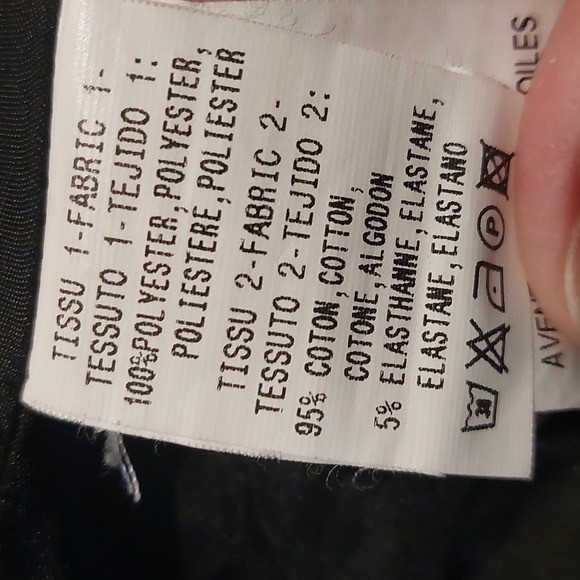 TISSU 1-FABRIC 1-
TESSUTO 1-TEJIDO 1:
100%POLYESTER,POLYESTER,
POLIESTERE,POLIESTER
TISSU 2-FABRIC 2-
TESSUTO 2-TEJIDO 2:
95% COTON,COTTON,
COTONE,ALGODON
5% ELASTHANNE,ELASTANE,
ELASTANE,ELASTANO
30
P